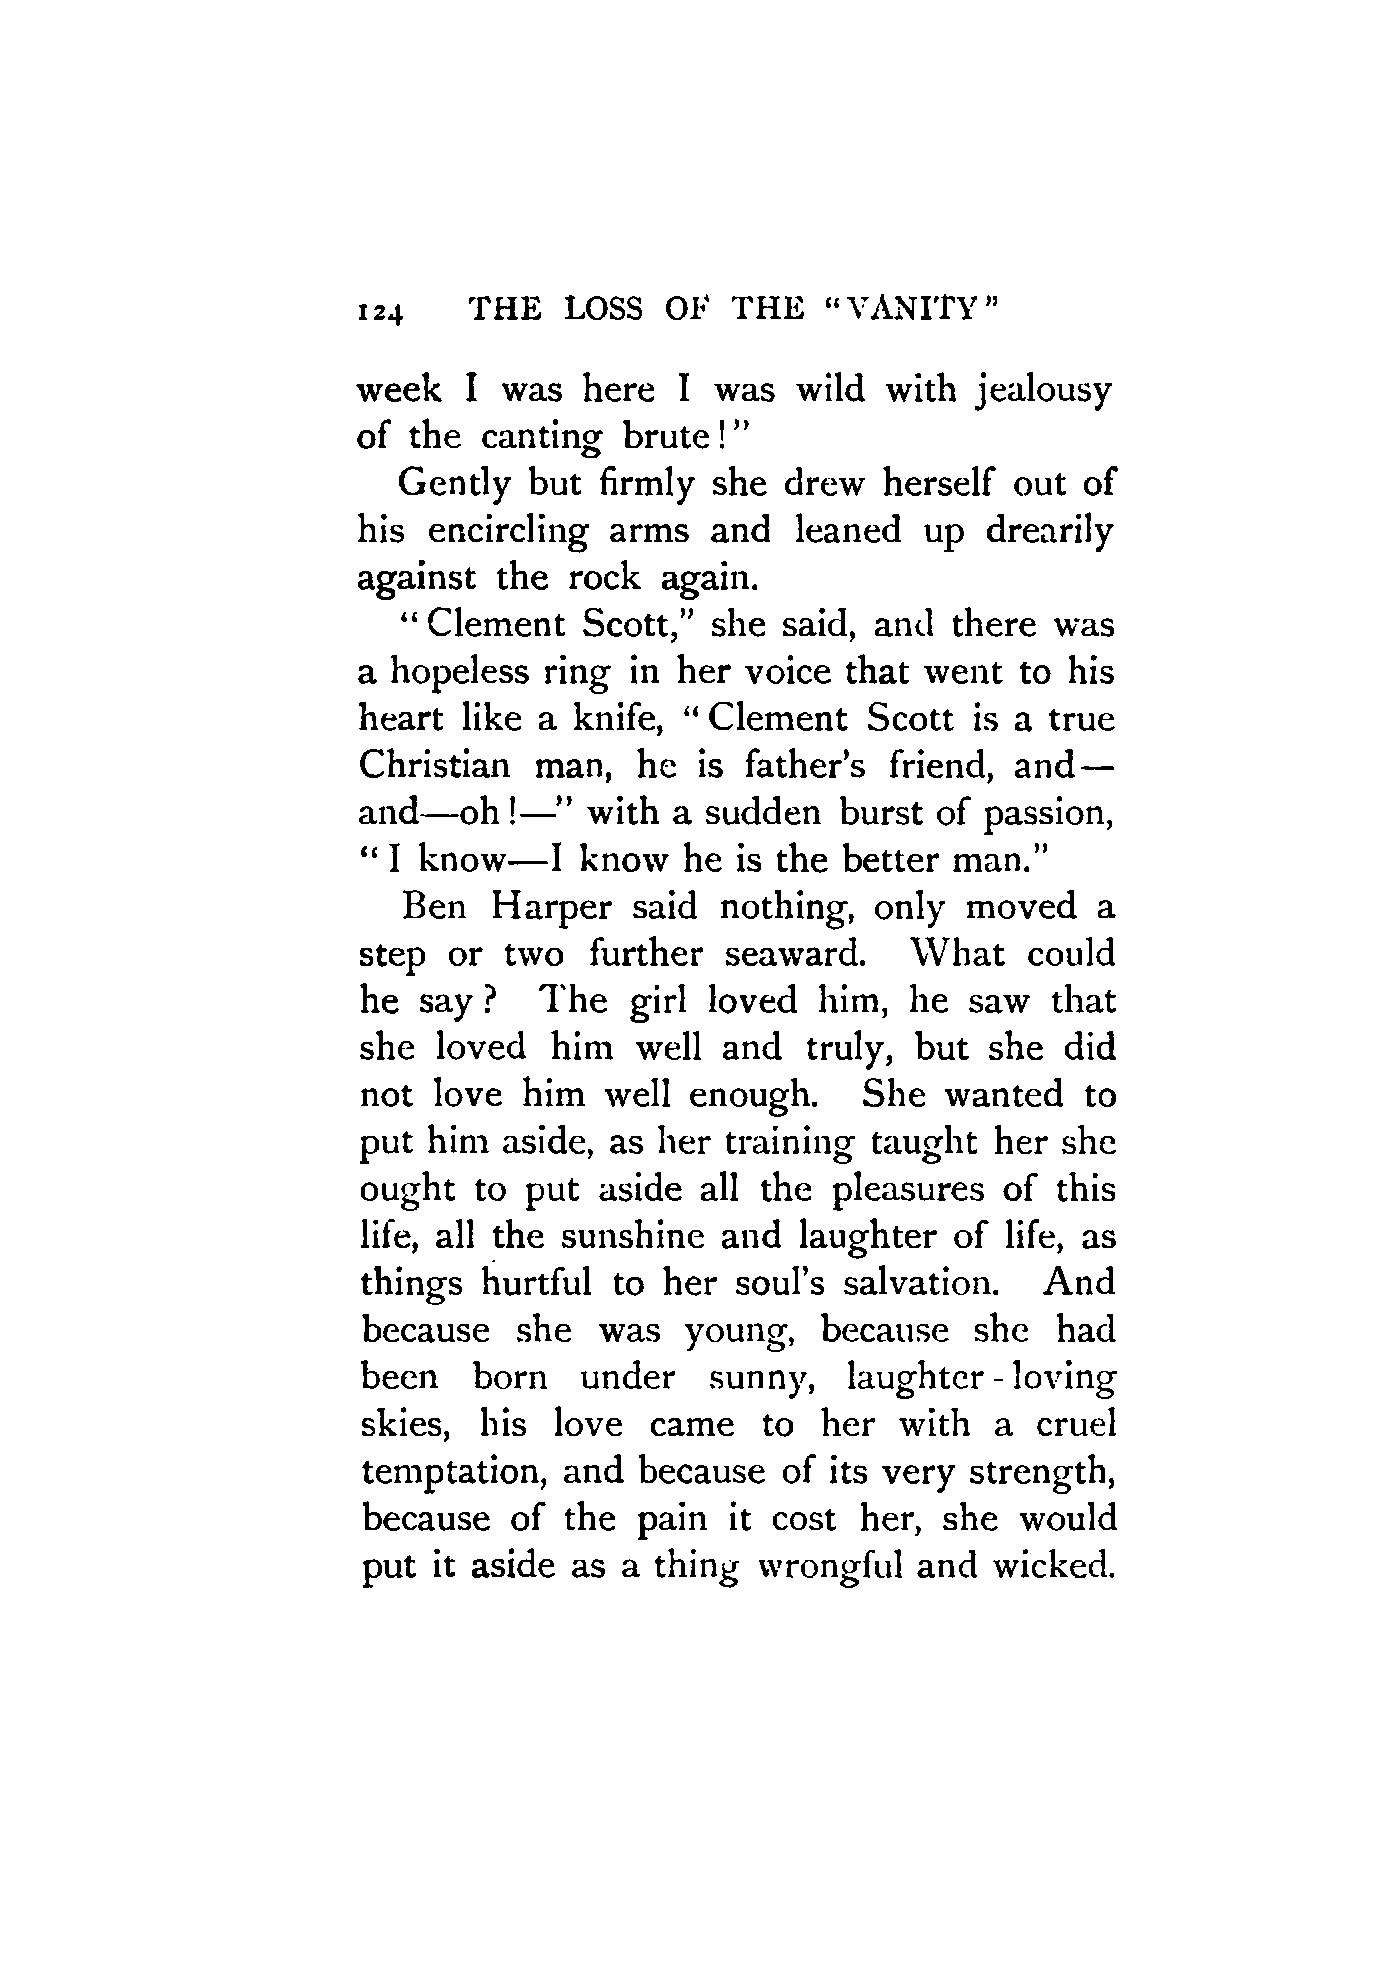 124 THE LOSS OF THE "VANITY"
week I was here I was wild with jealousy
of the canting brute!"
Gently but firmly she drew herself out of
his encircling arms and leaned up drearily
against the rock again.
"Clement Scott," she said, and there was
a hopeless ring in her voice that went to his
heart like a knife, "Clement Scott is a true
Christian man, he is father's friend, and—
and—oh!—" with a sudden burst of passion,
"I know—I know he is the better man."
Ben Harper said nothing, only moved a
step or two further seaward. What could
he say? The girl loved him, he saw that
she loved him well and truly, but she did
not love him well enough. She wanted to
put him aside, as her training taught her she
ought to put aside all the pleasures of this
life, all the sunshine and laughter of life, as
things hurtful to her soul's salvation. And
because she was young, because she had
been born under sunny, laughter-loving
skies, his love came to her with a cruel
temptation, and because of its very strength,
because of the pain it cost her, she would
put it aside as a thing wrongful and wicked.